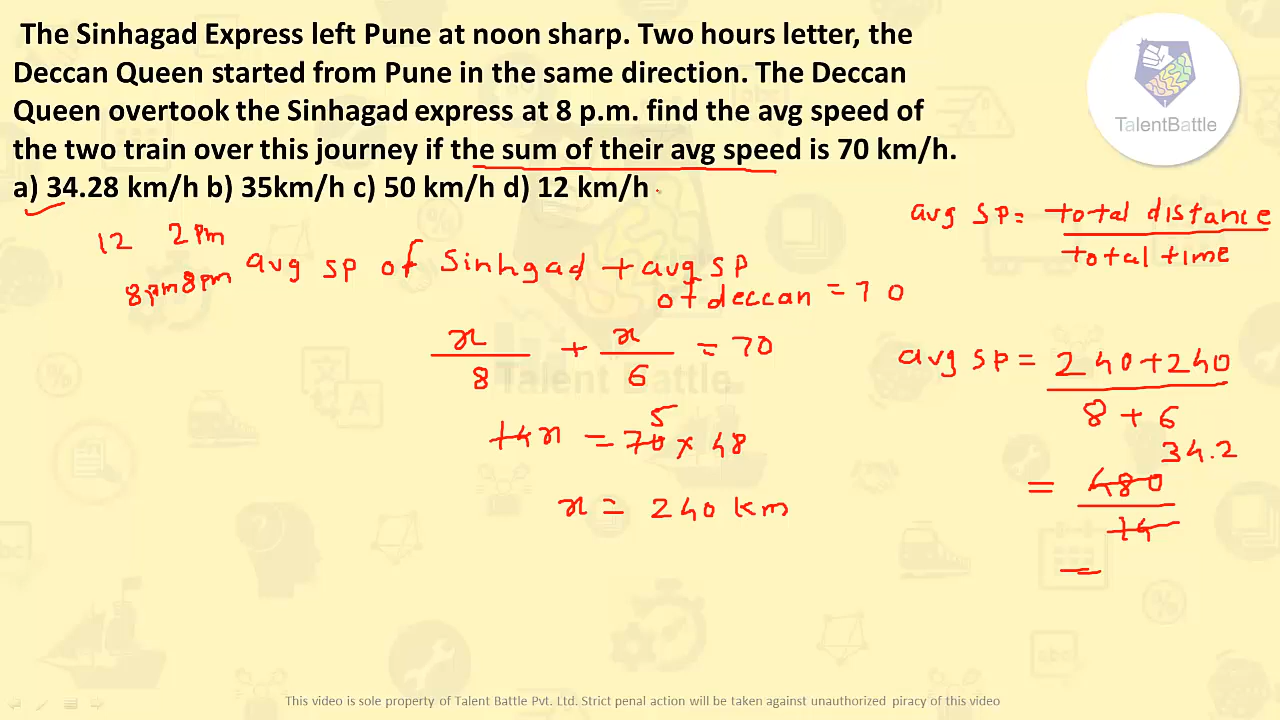 The Sinhagad Express left Pune at noon sharp. Two hours letter, the
Deccan Queen started from Pune in the same direction. The Deccan
Queen overtook the Sinhagad express at 8 p.m. find the avg speed of
the two train over this journey if the sum of their avg speed is 70 km/h.
a) 34.28 km/h b) 35km/h c) 50 km/h d) 12 km/h
TalentBattle
avg sp = total distance
total time
12 2 pm
8pm 8pm
avg sp of Sinhgad + avg sp
of deccan = 70
x/8 + x/6 = 70
14x = 70 x 48
5
x = 240 km
avg sp = 240+240
8 + 6
34.2
= 480
14
=
Talent Battle
This video is sole property of Talent Battle Pvt. Ltd. Strict penal action will be taken against unauthorized piracy of this video